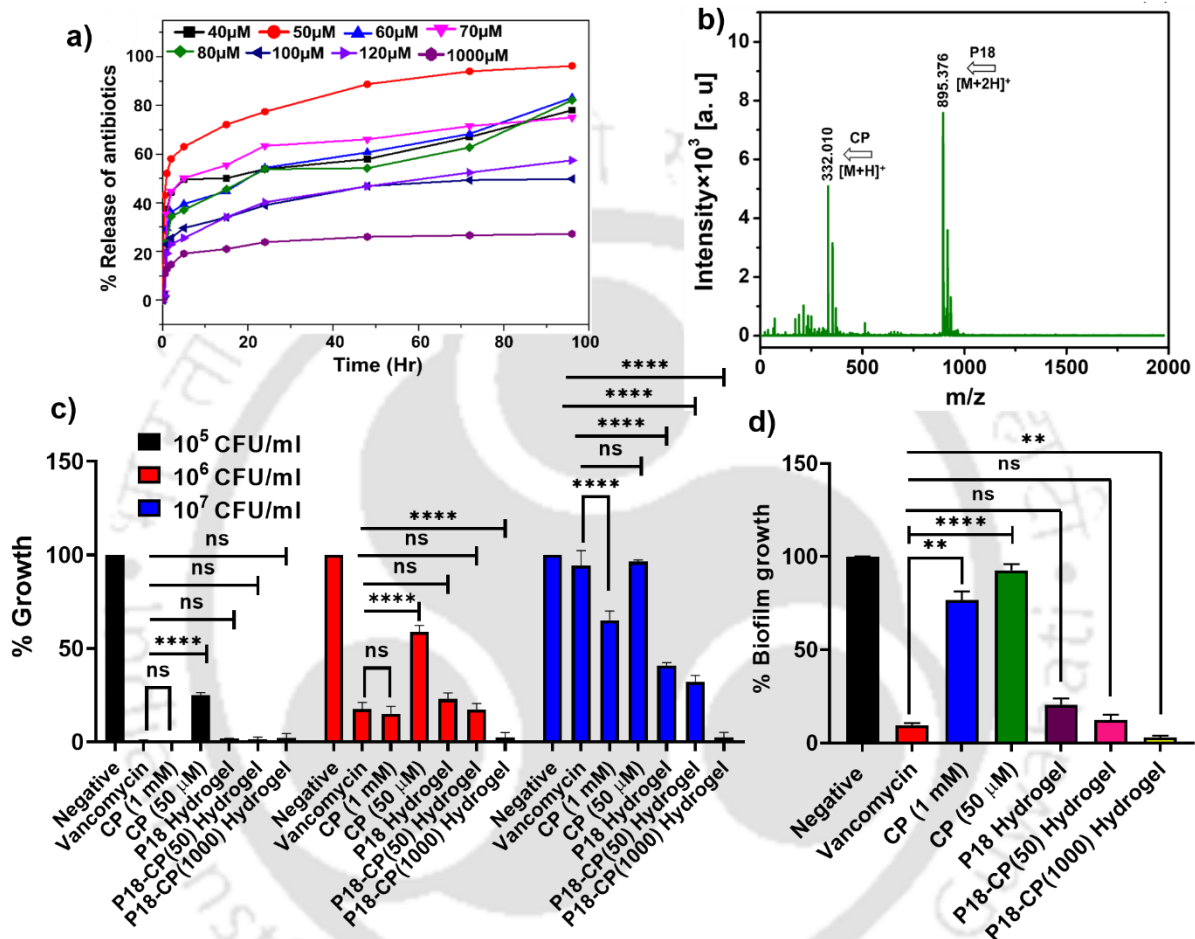 a)
40μM 50μM 60μM 70μM
80μM 100μM 120μM 1000μM
% Release of antibiotics
100
80
60
40
20
0
0 20 40 60 80 100
Time (Hr)
b)
Intensity×10³ [a. u]
10
8
6
4
2
0
332.010
CP
[M+H]⁺
895.376
P18
[M+2H]⁺
0 500 1000 1500 2000
m/z
c)
10⁵ CFU/ml
10⁶ CFU/ml
10⁷ CFU/ml
% Growth
150
100
50
0
ns
ns
ns
****
ns
****
ns
ns
****
ns
****
****
****
ns
****
Negative
Vancomycin
CP (1 mM)
CP (50 μM)
P18 Hydrogel
P18-CP(50) Hydrogel
P18-CP(1000) Hydrogel
Negative
Vancomycin
CP (1 mM)
CP (50 μM)
P18 Hydrogel
P18-CP(50) Hydrogel
P18-CP(1000) Hydrogel
Negative
Vancomycin
CP (1 mM)
CP (50 μM)
P18 Hydrogel
P18-CP(50) Hydrogel
P18-CP(1000) Hydrogel
d)
% Biofilm growth
150
100
50
0
**
ns
ns
****
**
Negative
Vancomycin
CP (1 mM)
CP (50 μM)
P18 Hydrogel
P18-CP(50) Hydrogel
P18-CP(1000) Hydrogel